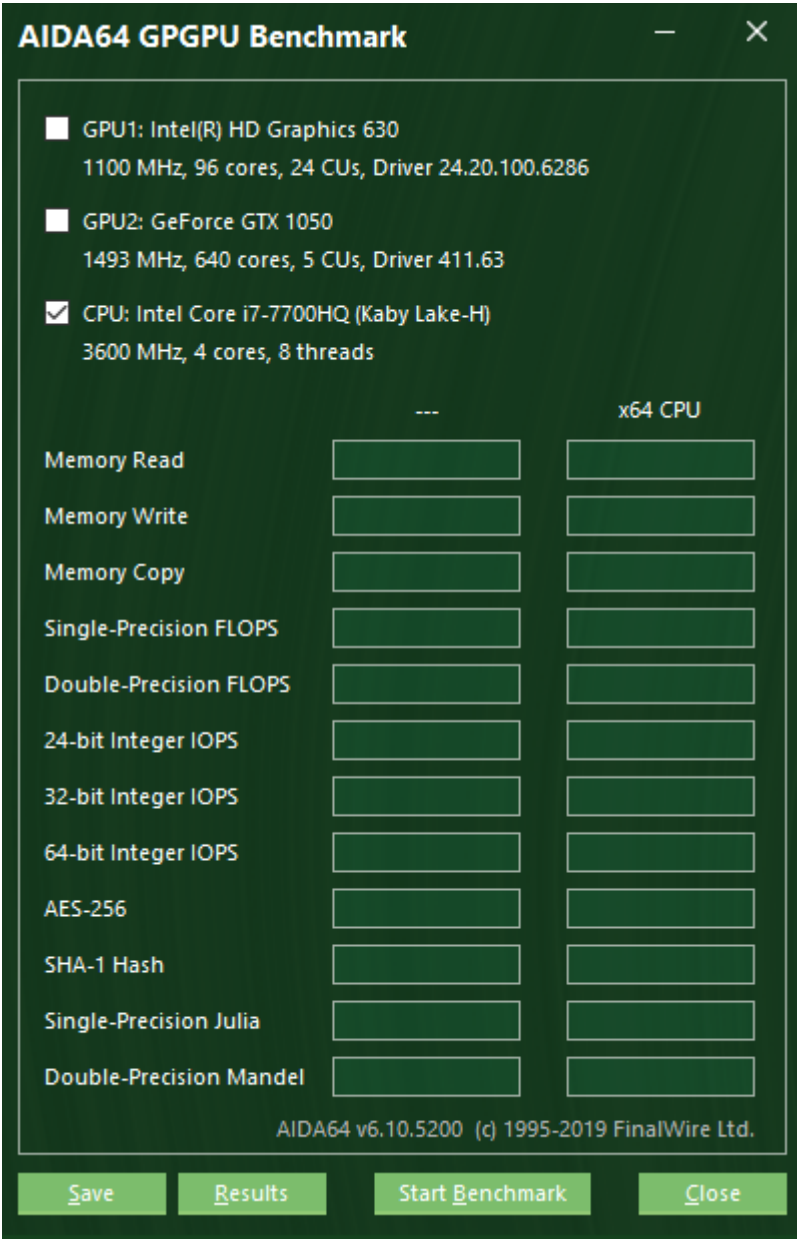 AIDA64 GPGPU Benchmark
GPU1: Intel(R) HD Graphics 630
1100 MHz, 96 cores, 24 CUs, Driver 24.20.100.6286
GPU2: GeForce GTX 1050
1493 MHz, 640 cores, 5 CUs, Driver 411.63
CPU: Intel Core i7-7700HQ (Kaby Lake-H)
3600 MHz, 4 cores, 8 threads
--- x64 CPU
Memory Read
Memory Write
Memory Copy
Single-Precision FLOPS
Double-Precision FLOPS
24-bit Integer IOPS
32-bit Integer IOPS
64-bit Integer IOPS
AES-256
SHA-1 Hash
Single-Precision Julia
Double-Precision Mandel
AIDA64 v6.10.5200 (c) 1995-2019 FinalWire Ltd.
Save Results Start Benchmark Close